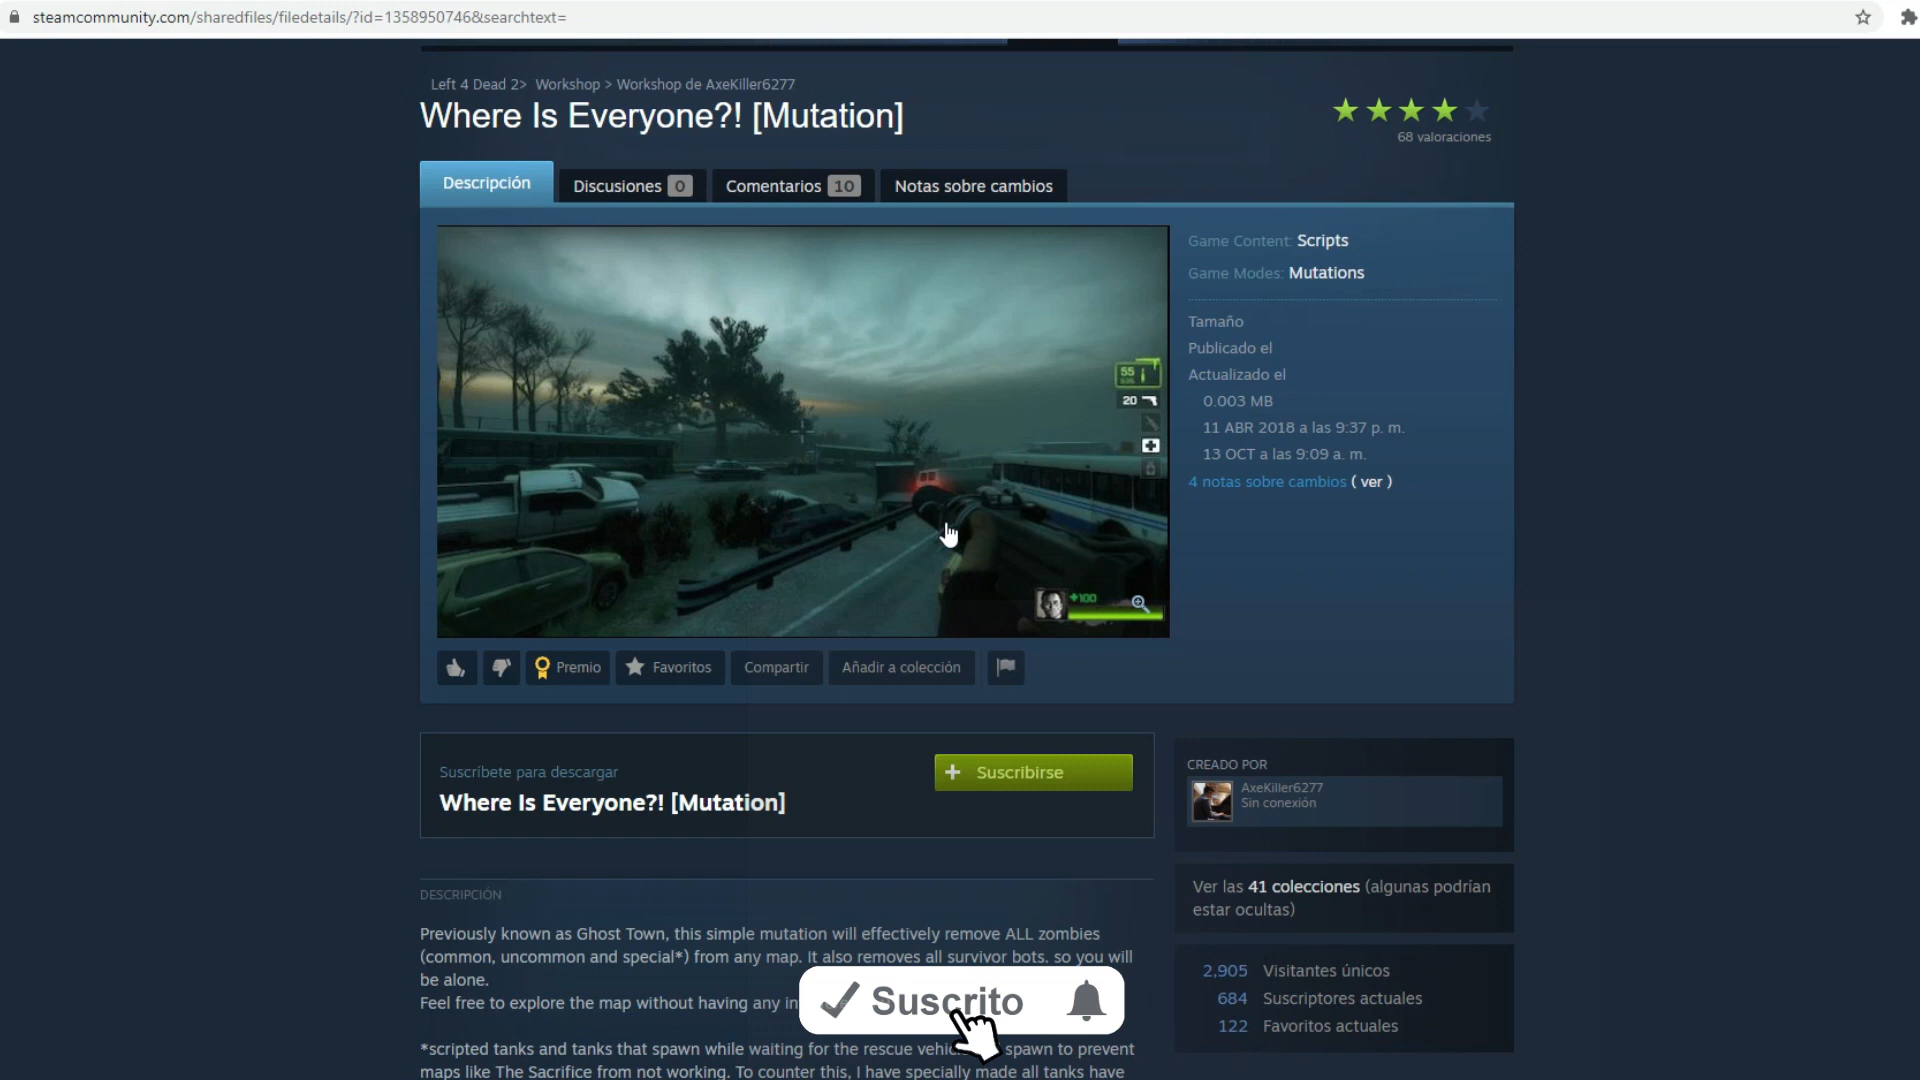 steamcommunity.com/sharedfiles/filedetails/?id=1358950746&searchtext=
Left 4 Dead 2> Workshop > Workshop de AxeKiller6277
Where Is Everyone?! [Mutation]
68 valoraciones
Descripción
Discusiones 0
Comentarios 10
Notas sobre cambios
Game Content: Scripts
Game Modes: Mutations
Tamaño
Publicado el
Actualizado el
0.003 MB
11 ABR 2018 a las 9:37 p. m.
13 OCT a las 9:09 a. m.
4 notas sobre cambios ( ver )
55
20
+100
Premio
Favoritos
Compartir
Añadir a colección
Suscríbete para descargar
Where Is Everyone?! [Mutation]
+ Suscribirse
CREADO POR
AxeKiller6277
Sin conexión
Ver las 41 colecciones (algunas podrían
estar ocultas)
2,905 Visitantes únicos
684 Suscriptores actuales
122 Favoritos actuales
DESCRIPCIÓN
Previously known as Ghost Town, this simple mutation will effectively remove ALL zombies
(common, uncommon and special*) from any map. It also removes all survivor bots. so you will
be alone.
Feel free to explore the map without having any
Suscrito
*scripted tanks and tanks that spawn while waiting for the rescue spawn to prevent
maps like The Sacrifice from not working. To counter this, I have specially made all tanks have